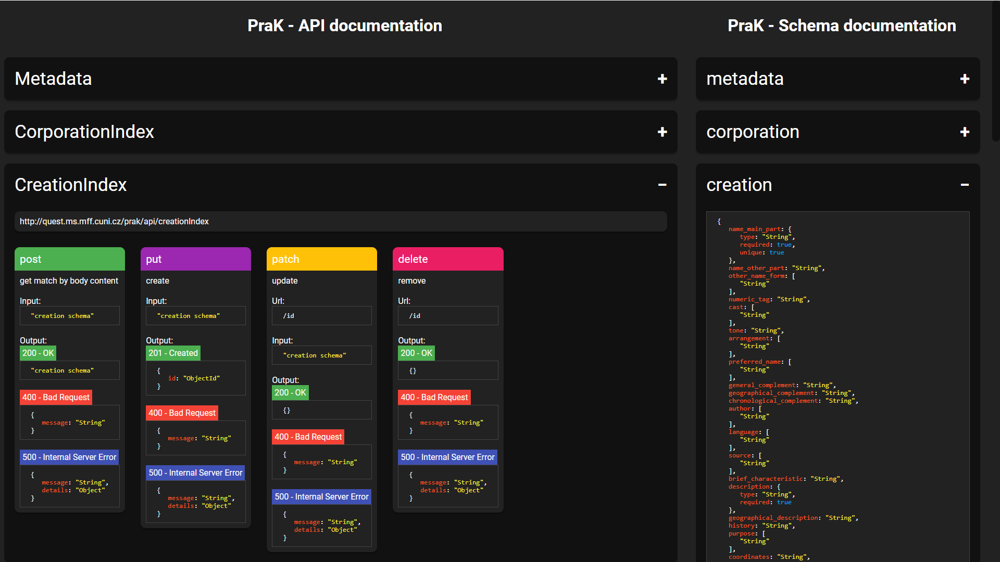 PraK - API documentation
Metadata
+
CorporationIndex
+
CreationIndex
−
http://quest.ms.mff.cuni.cz/prak/api/creationIndex
post
get match by body content
Input:
"creation schema"
Output:
200 - OK
"creation schema"
400 - Bad Request
{
message: "String"
}
500 - Internal Server Error
{
message: "String",
details: "Object"
}
put
create
Input:
"creation schema"
Output:
201 - Created
{
id: "ObjectId"
}
400 - Bad Request
{
message: "String"
}
500 - Internal Server Error
{
message: "String",
details: "Object"
}
patch
update
Url:
/id
Input:
"creation schema"
Output:
200 - OK
{}
400 - Bad Request
{
message: "String"
}
500 - Internal Server Error
{
message: "String",
details: "Object"
}
delete
remove
Url:
/id
Output:
200 - OK
{}
400 - Bad Request
{
message: "String"
}
500 - Internal Server Error
{
message: "String",
details: "Object"
}
PraK - Schema documentation
metadata
+
corporation
+
creation
−
{
name_main_part: {
type: "String",
required: true,
unique: true
},
name_other_part: "String",
other_name_form: [
"String"
],
numeric_tag: "String",
cast: [
"String"
],
tone: "String",
arrangement: [
"String"
],
preferred_name: [
"String"
],
general_complement: "String",
geographical_complement: "String",
chronological_complement: "String",
author: [
"String"
],
language: [
"String"
],
source: [
"String"
],
brief_characteristic: "String",
description: {
type: "String",
required: true
},
geographical_description: "String",
history: "String",
purpose: [
"String"
],
coordinates: "String",